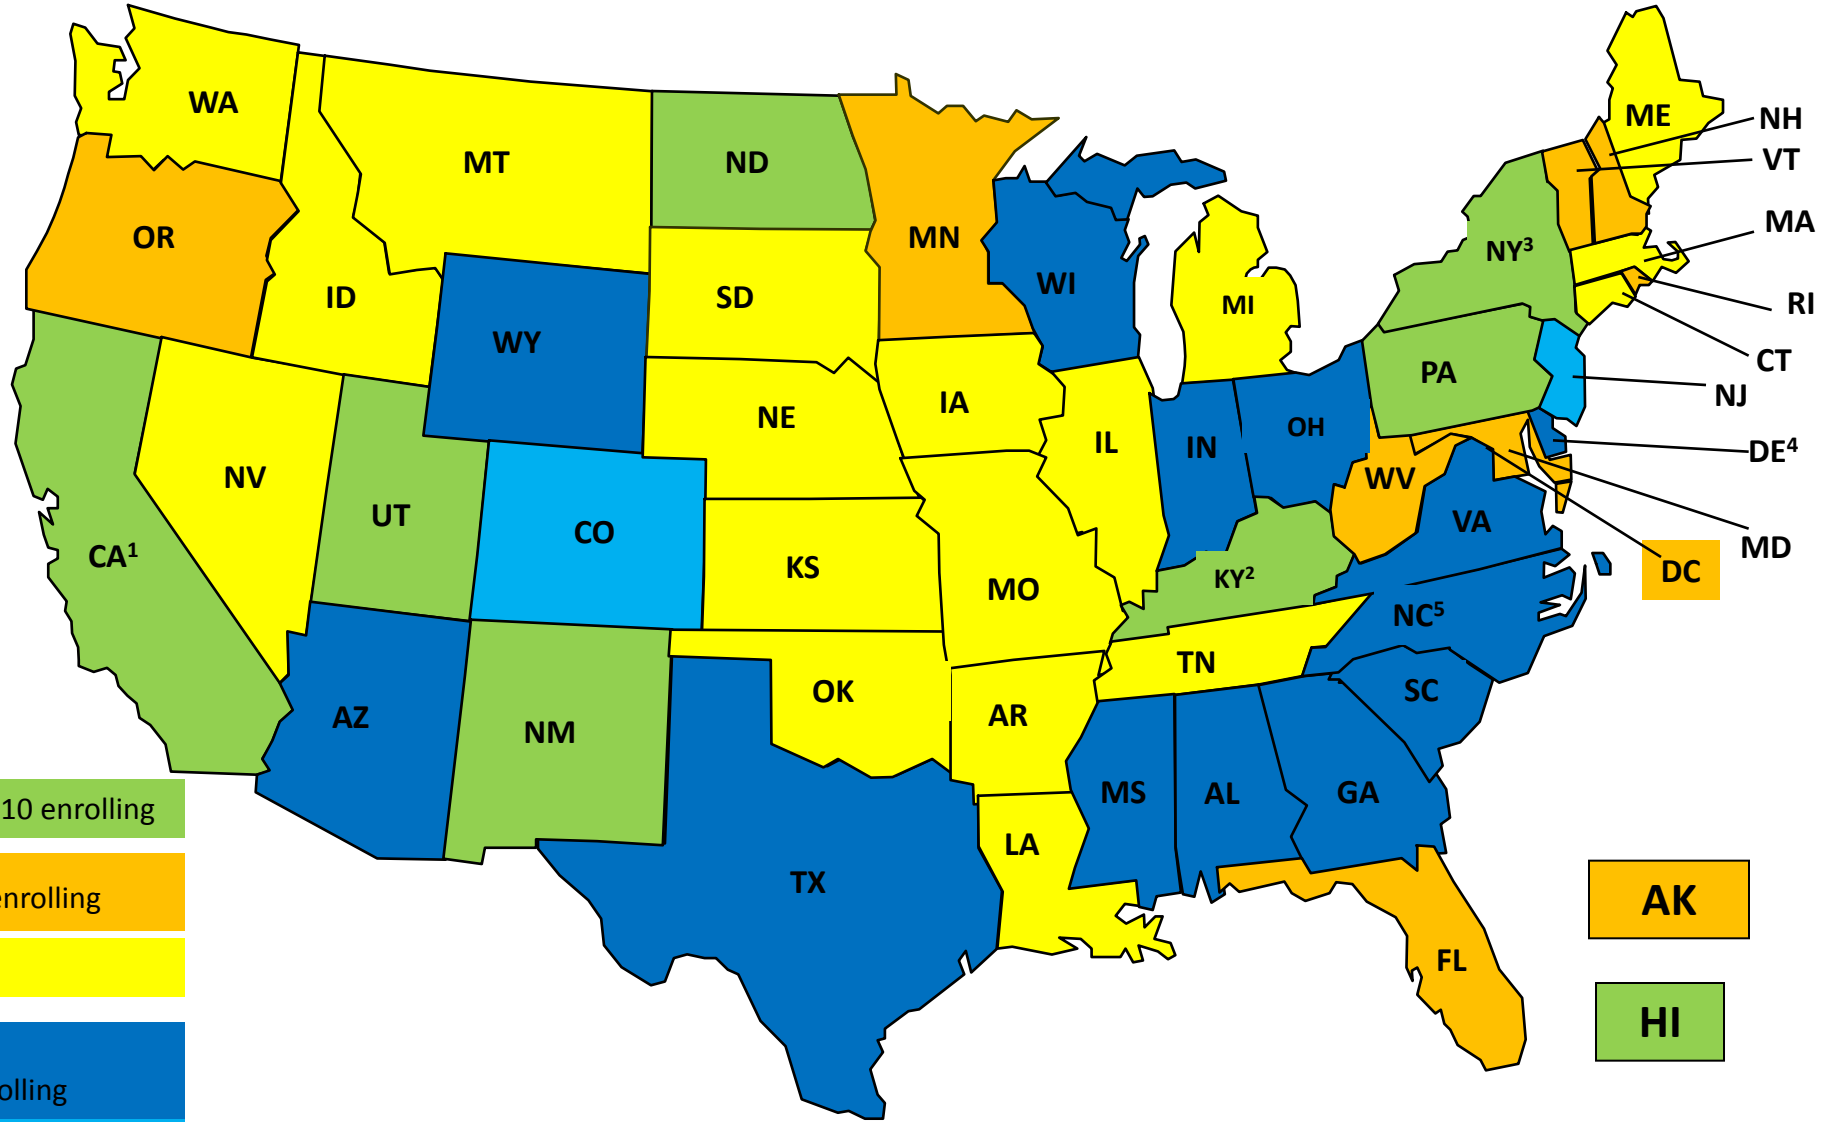 WA
MT
ND
MN
ME
NH
VT
OR
ID
SD
WI
MI
NY³
MA
RI
WY
NE
IA
IL
IN
OH
PA
CT
NJ
DE⁴
NV
UT
CO
KS
MO
WV
VA
MD
DC
CA¹
KY²
NC⁵
TN
AZ
NM
OK
AR
SC
MS
AL
GA
TX
LA
FL
AK
HI
10 enrolling
enrolling
olling